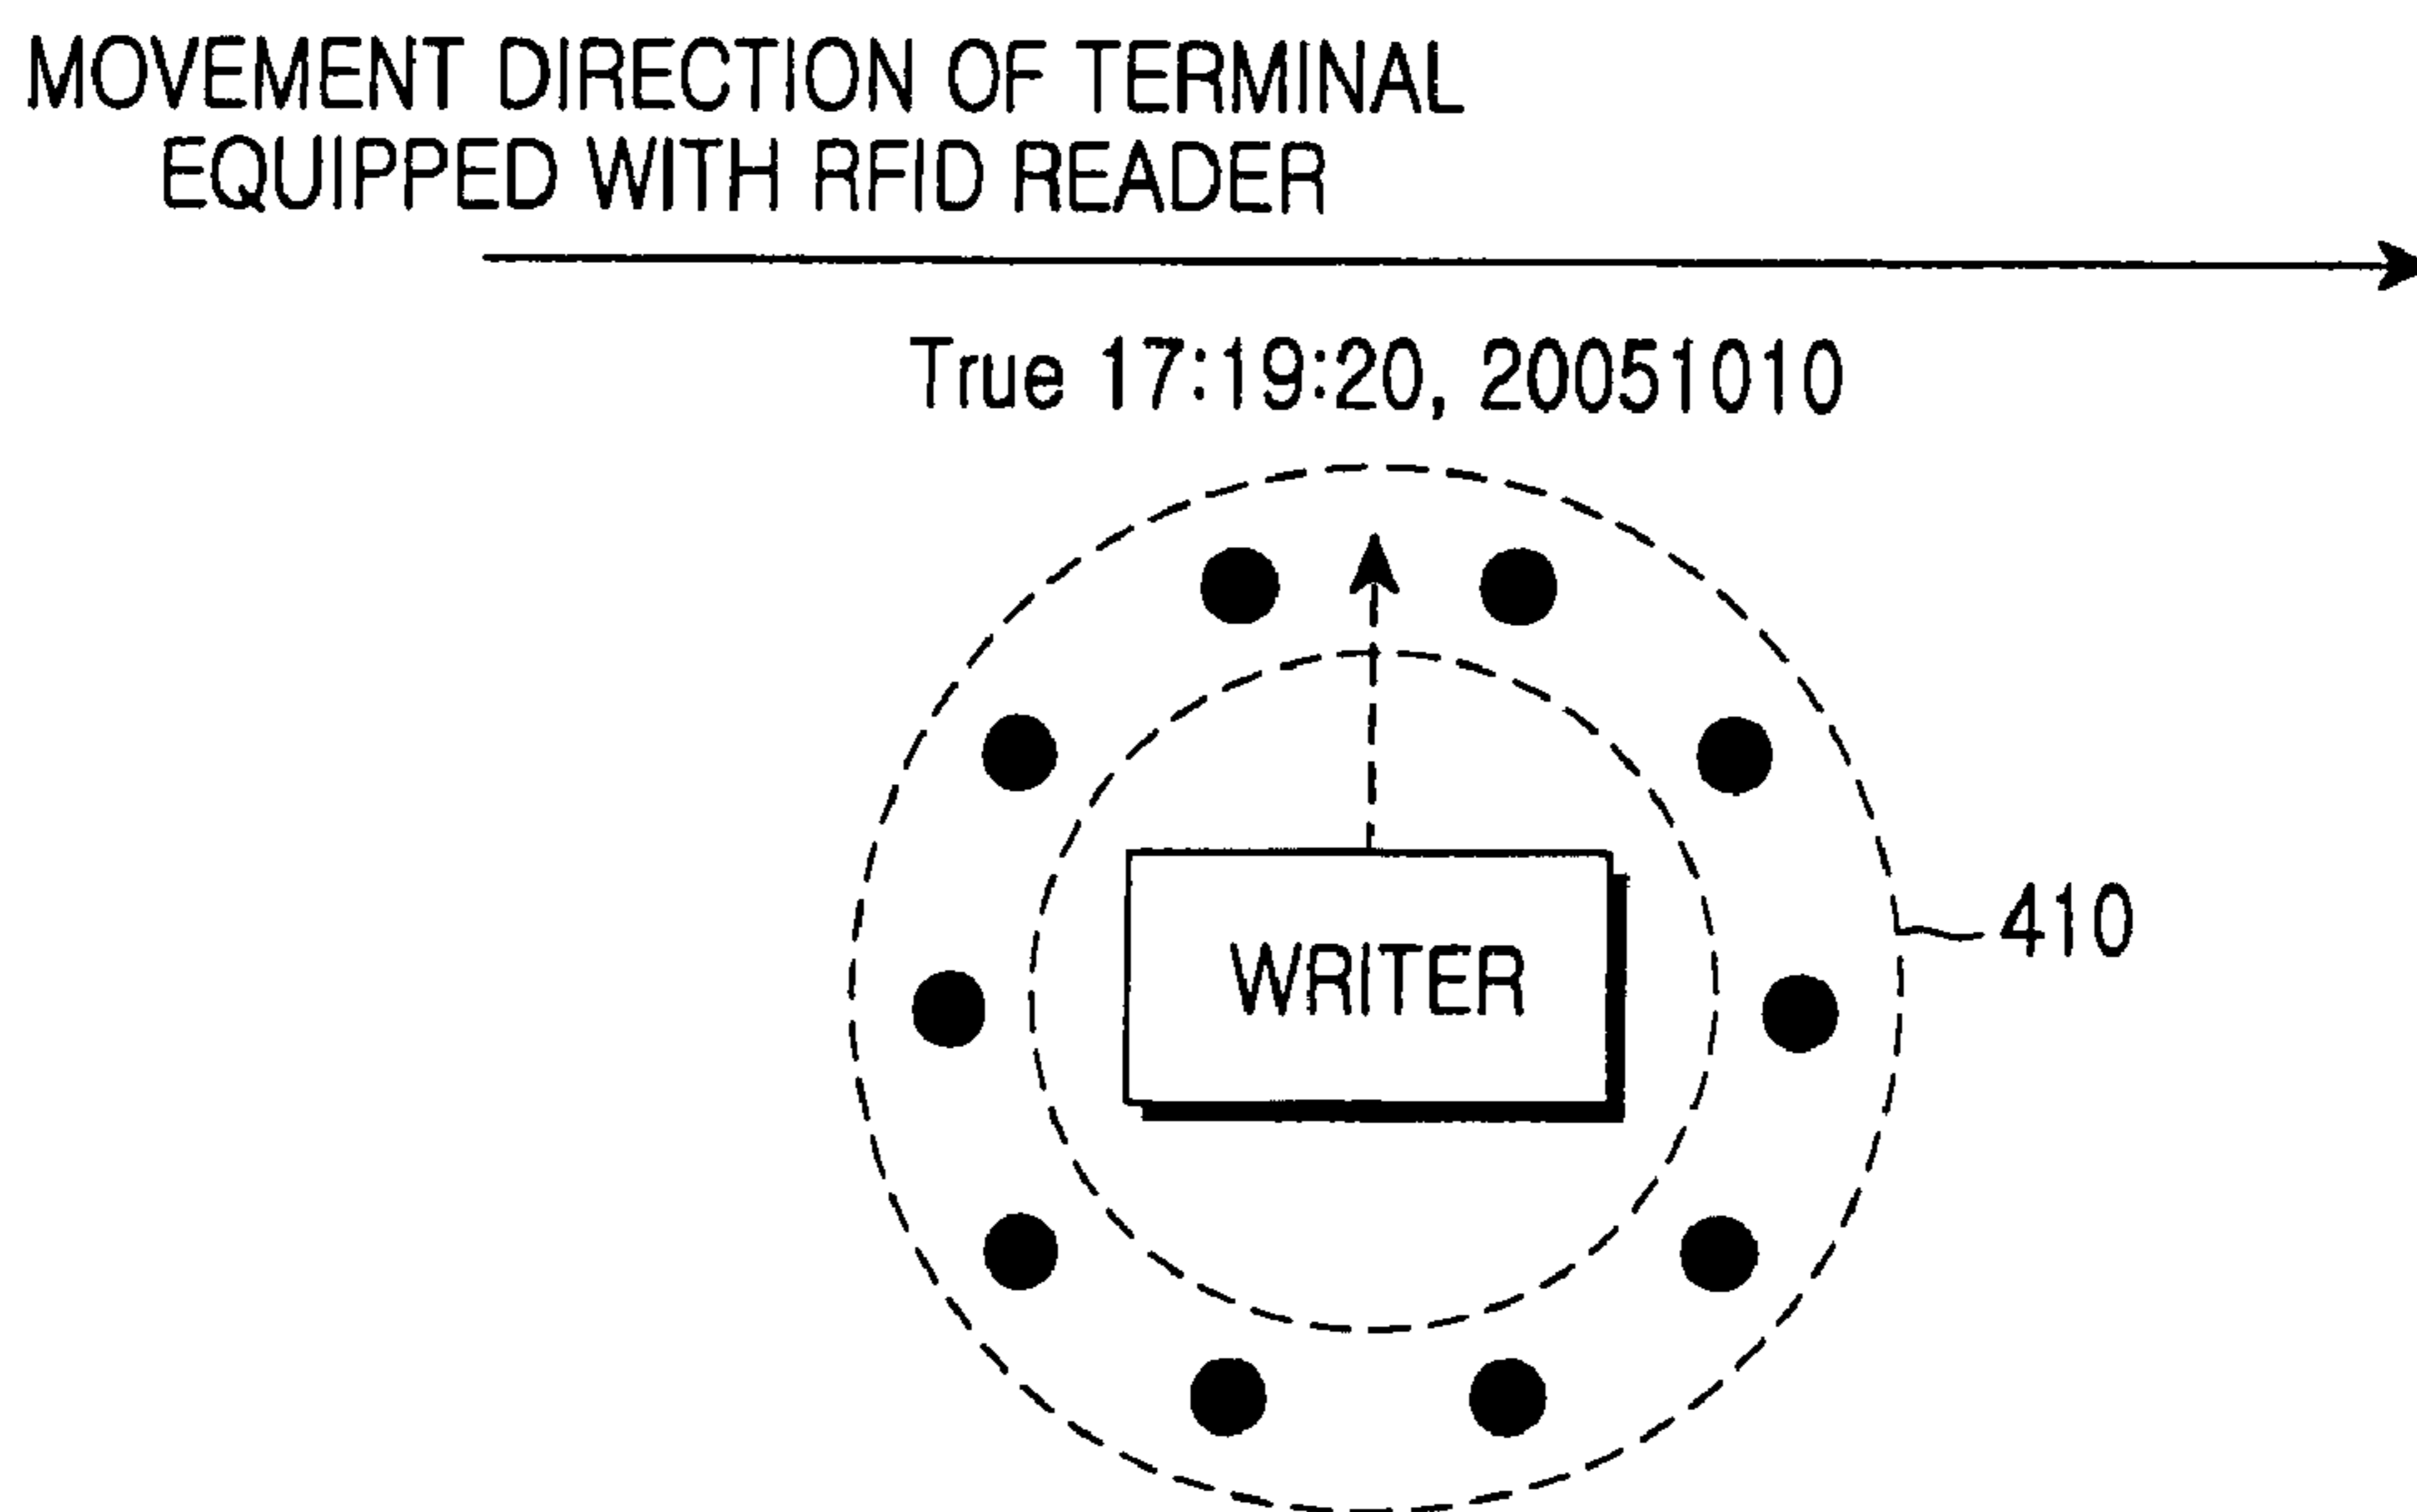 MOVEMENT DIRECTION OF TERMINAL
EQUIPPED WITH RFID READER
True 17:19:20, 20051010
410
WRITER